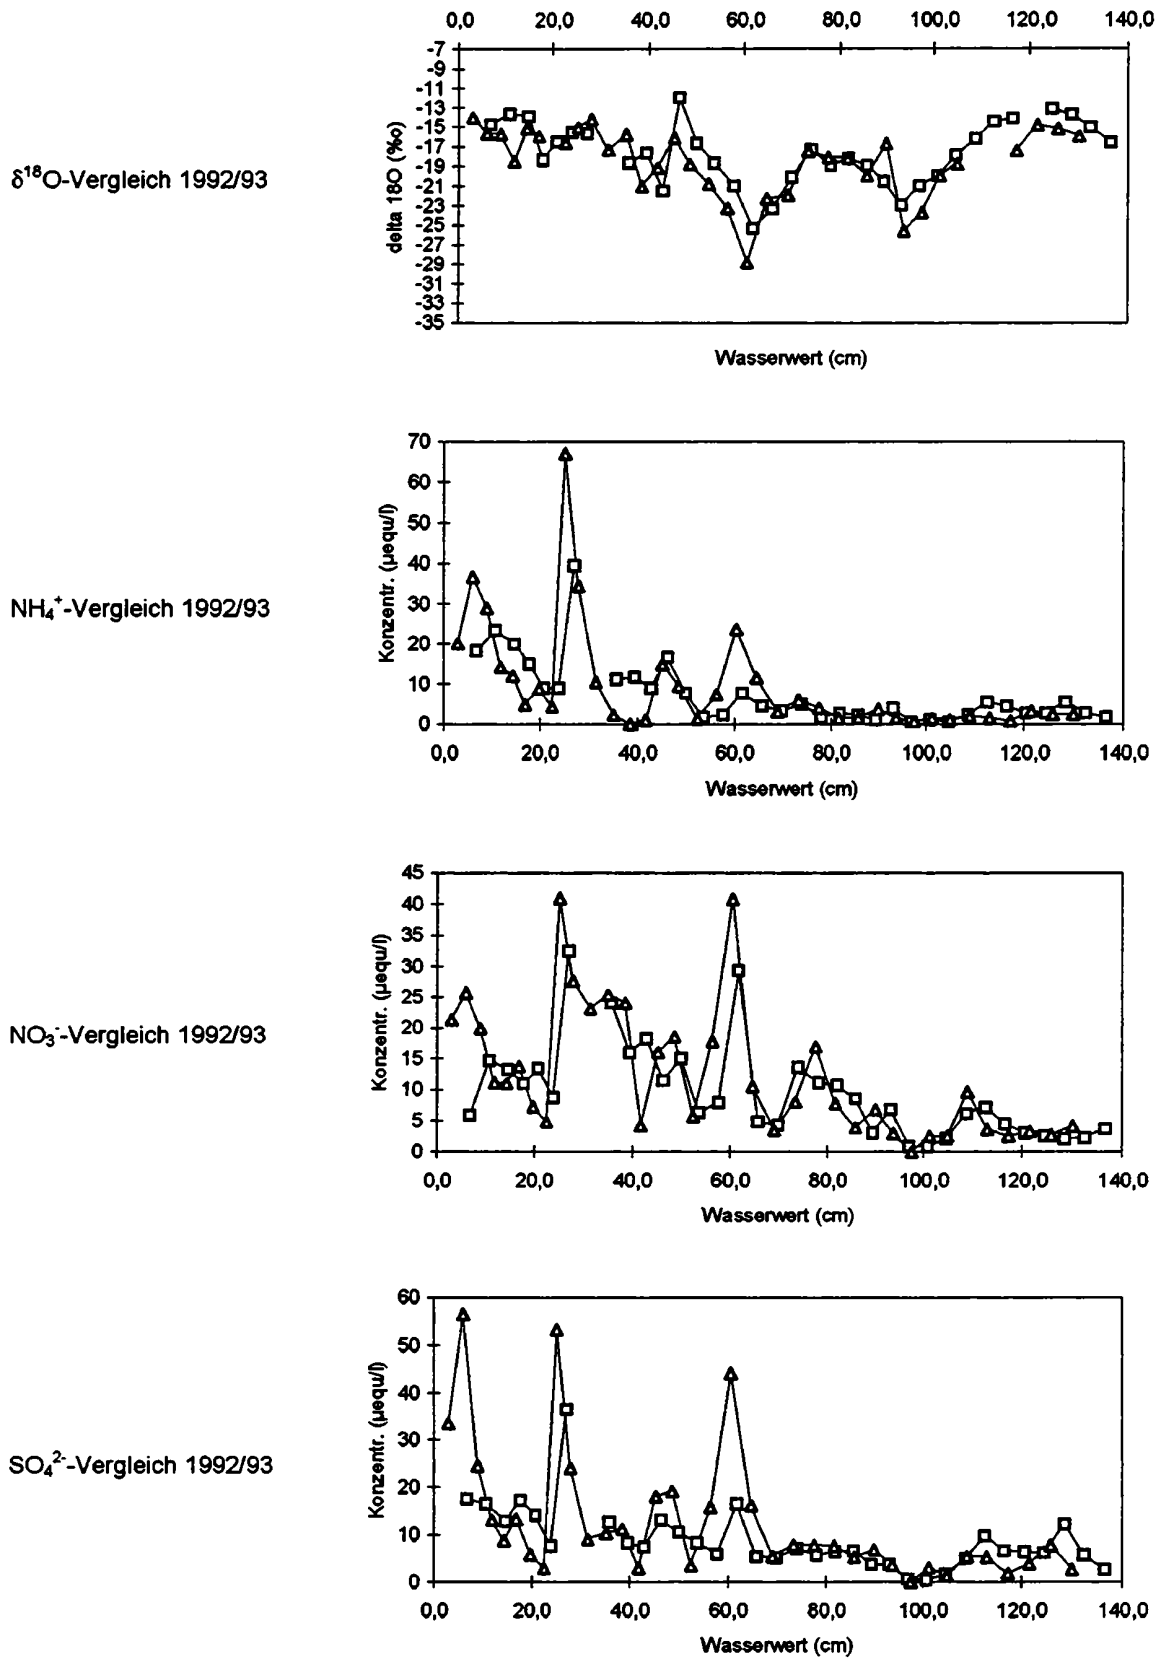 0,0 20,0 40,0 60,0 80,0 100,0 120,0 140,0
-7
-9
-11
-13
-15
-17
-19
-21
-23
-25
-27
-29
-31
-33
-35
delta 18O (‰)
δ¹⁸O-Vergleich 1992/93
Wasserwert (cm)
70
60
50
40
30
20
10
0
Konzentr. (µequ/l)
NH₄⁺-Vergleich 1992/93
0,0 20,0 40,0 60,0 80,0 100,0 120,0 140,0
Wasserwert (cm)
45
40
35
30
25
20
15
10
5
0
Konzentr. (µequ/l)
NO₃⁻-Vergleich 1992/93
0,0 20,0 40,0 60,0 80,0 100,0 120,0 140,0
Wasserwert (cm)
60
50
40
30
20
10
0
Konzentr. (µequ/l)
SO₄²⁻-Vergleich 1992/93
0,0 20,0 40,0 60,0 80,0 100,0 120,0 140,0
Wasserwert (cm)